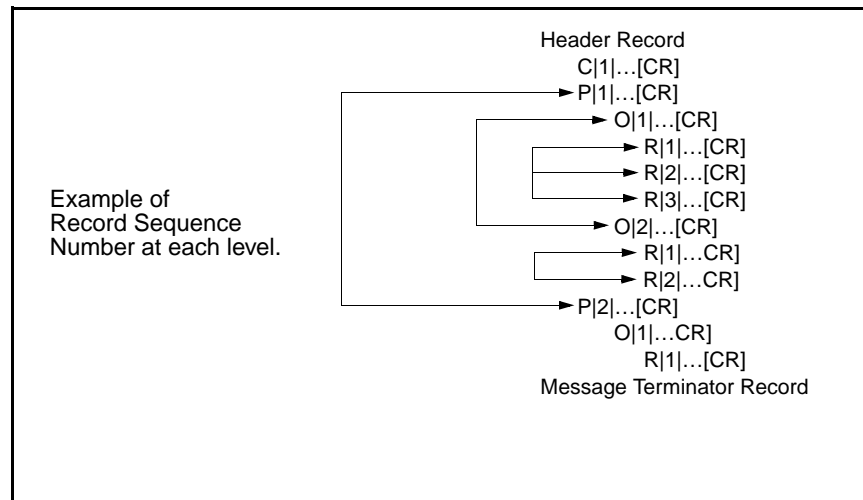 Header Record
C|1|…[CR]
P|1|…[CR]
O|1|…[CR]
R|1|…[CR]
R|2|…[CR]
R|3|…[CR]
O|2|…[CR]
R|1|…CR]
R|2|…CR]
P|2|…[CR]
O|1|…CR]
R|1|…[CR]
Message Terminator Record
Example of
Record Sequence
Number at each level.